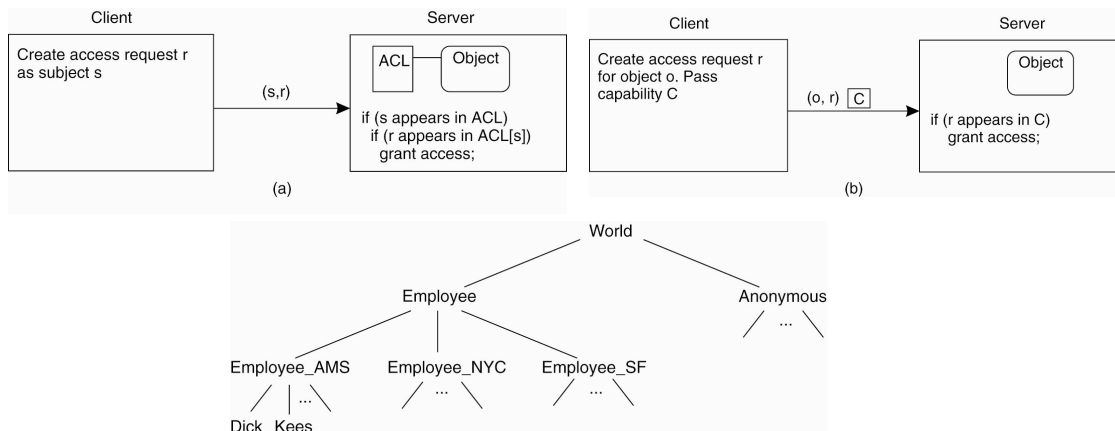 Client
Server
Create access request r
as subject s
(s,r)
ACL
Object
if (s appears in ACL)
if (r appears in ACL[s])
grant access;
(a)
Client
Server
Create access request r
for object o. Pass
capability C
(o, r) C
Object
if (r appears in C)
grant access;
(b)
World
Employee
Anonymous
...
Employee_AMS
Employee_NYC
Employee_SF
...
...
...
Dick
Kees